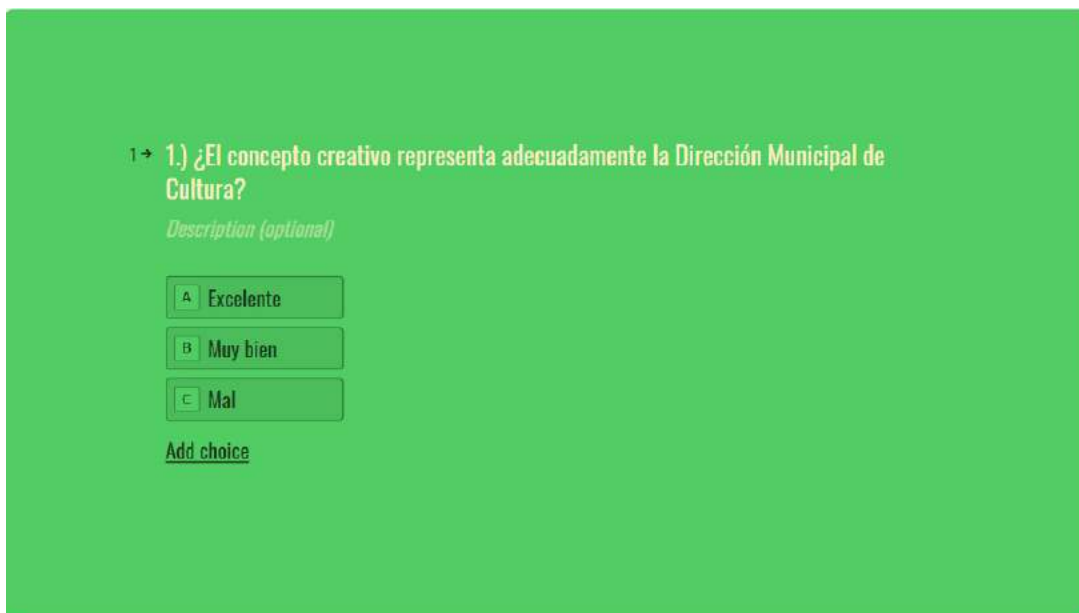 1→ 1.) ¿El concepto creativo representa adecuadamente la Dirección Municipal de
Cultura?
Description (optional)
A Excelente
B Muy bien
C Mal
Add choice